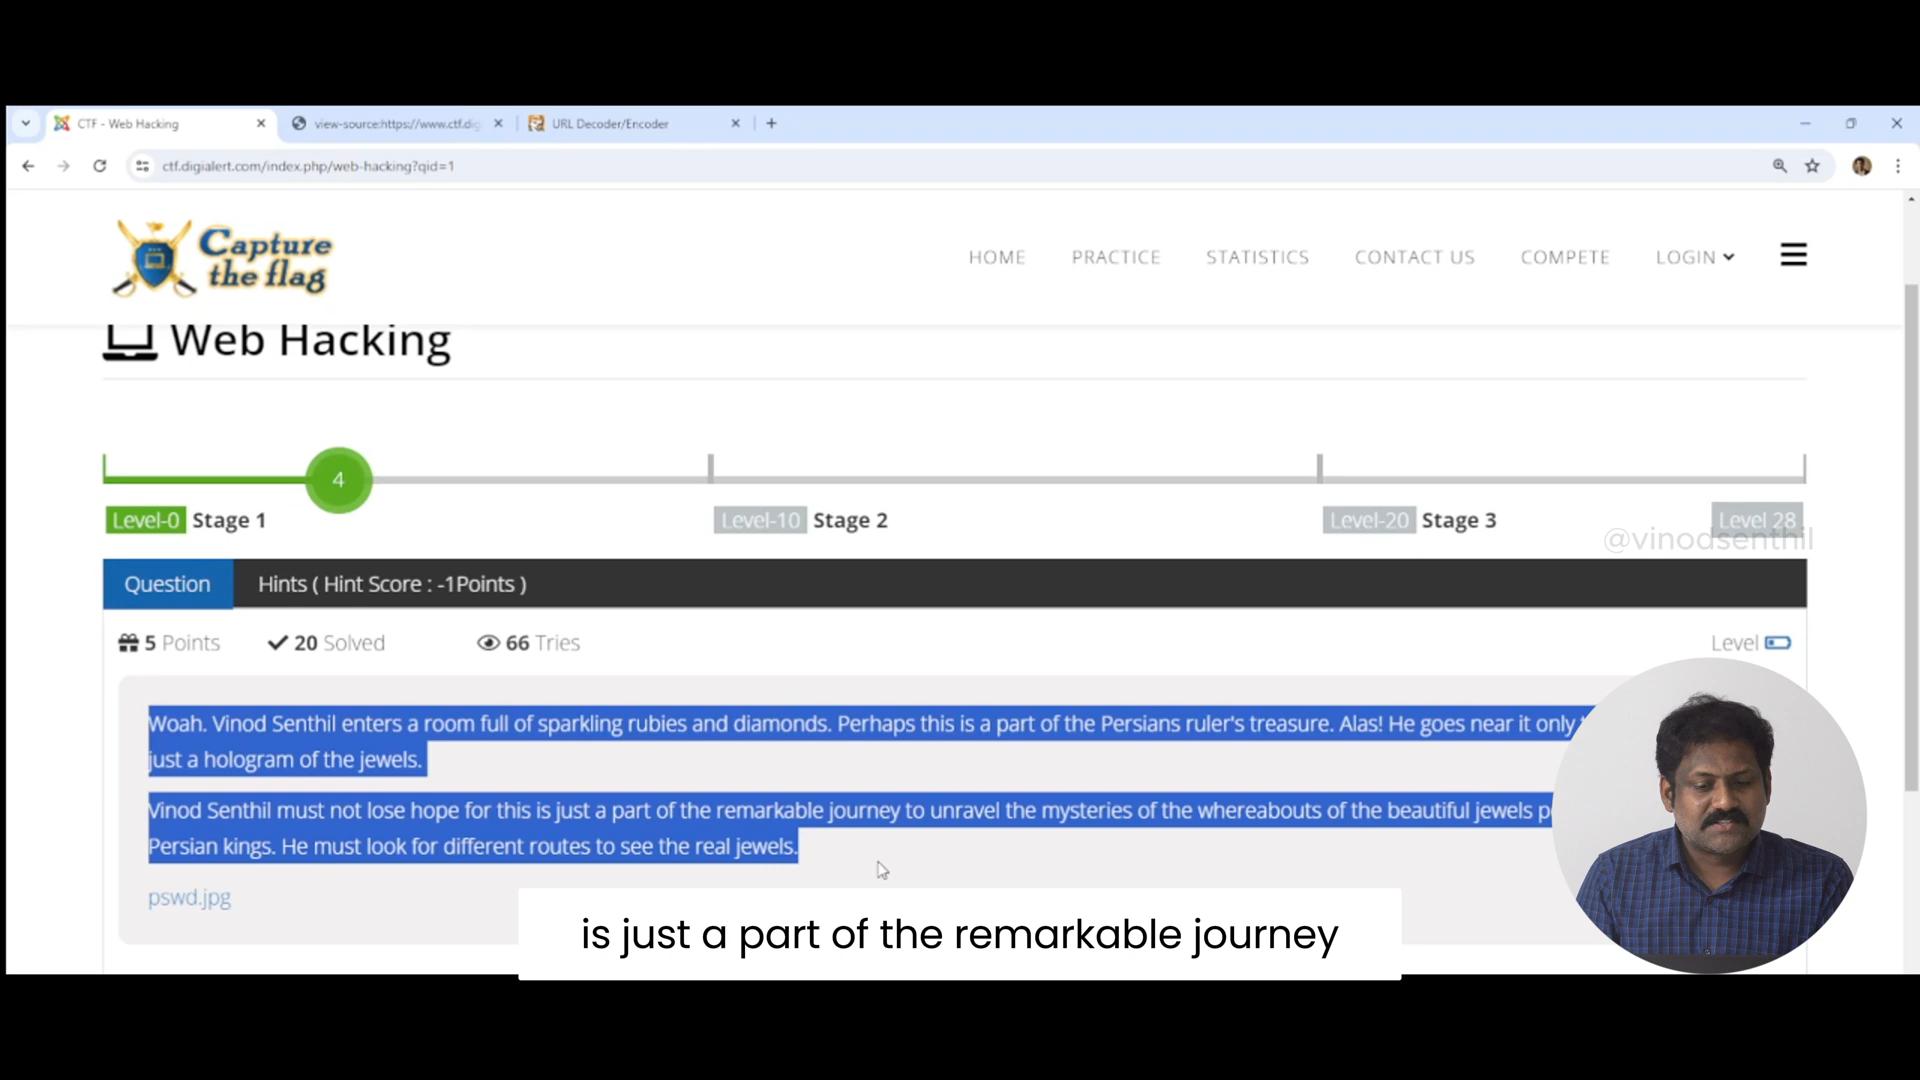 CTF - Web Hacking
view-source:https://www.ctf.dig
URL Decoder/Encoder
ctf.digialert.com/index.php/web-hacking?qid=1
Capture
the flag
HOME
PRACTICE
STATISTICS
CONTACT US
COMPETE
LOGIN
Web Hacking
4
Level-0 Stage 1
Level-10 Stage 2
Level-20 Stage 3
Level 28
@vinodsenthil
Question
Hints ( Hint Score : -1Points )
5 Points
20 Solved
66 Tries
Level
Woah. Vinod Senthil enters a room full of sparkling rubies and diamonds. Perhaps this is a part of the Persians ruler's treasure. Alas! He goes near it only
just a hologram of the jewels.
Vinod Senthil must not lose hope for this is just a part of the remarkable journey to unravel the mysteries of the whereabouts of the beautiful jewels
Persian kings. He must look for different routes to see the real jewels.
pswd.jpg
is just a part of the remarkable journey